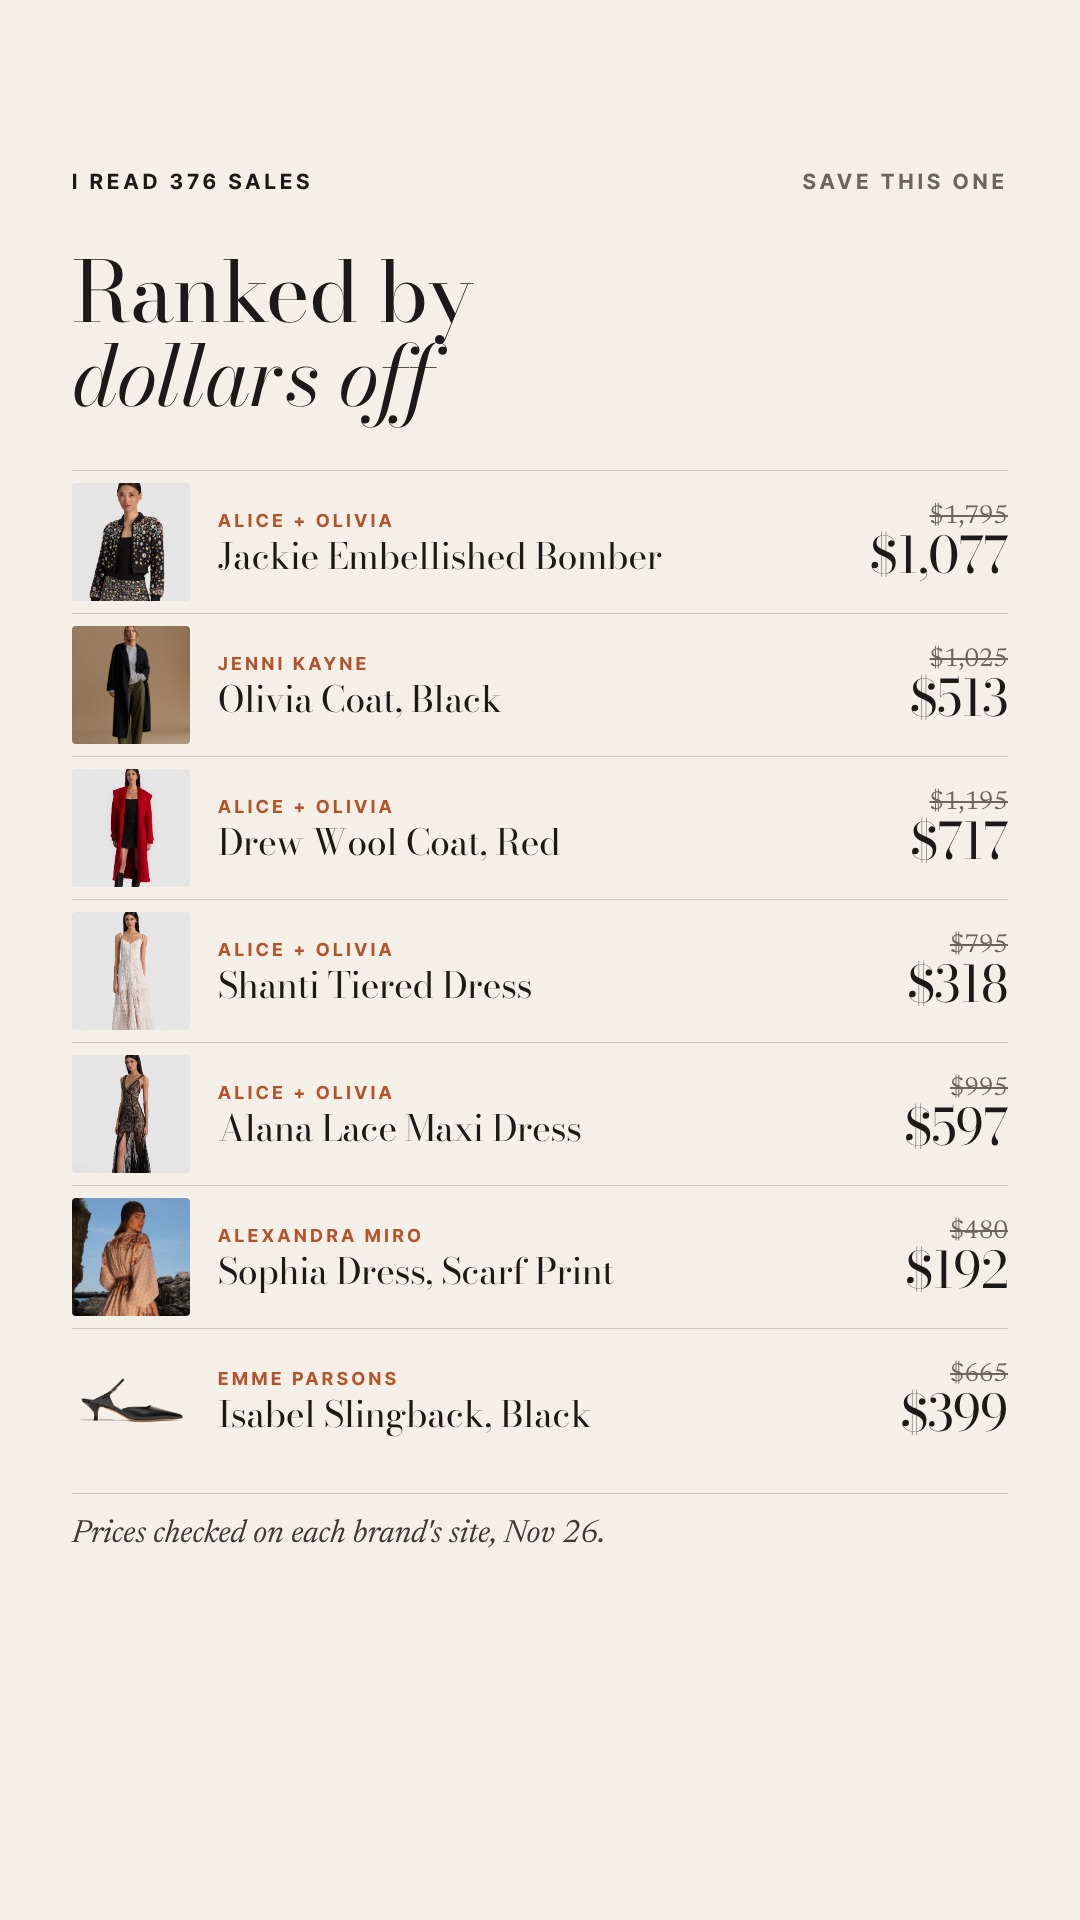 I READ 376 SALES
SAVE THIS ONE
Ranked by
dollars off
ALICE + OLIVIA
Jackie Embellished Bomber
$1,795
$1,077
JENNI KAYNE
Olivia Coat, Black
$1,025
$513
ALICE + OLIVIA
Drew Wool Coat, Red
$1,195
$717
ALICE + OLIVIA
Shanti Tiered Dress
$795
$318
ALICE + OLIVIA
Alana Lace Maxi Dress
$995
$597
ALEXANDRA MIRO
Sophia Dress, Scarf Print
$480
$192
EMME PARSONS
Isabel Slingback, Black
$665
$399
Prices checked on each brand's site, Nov 26.